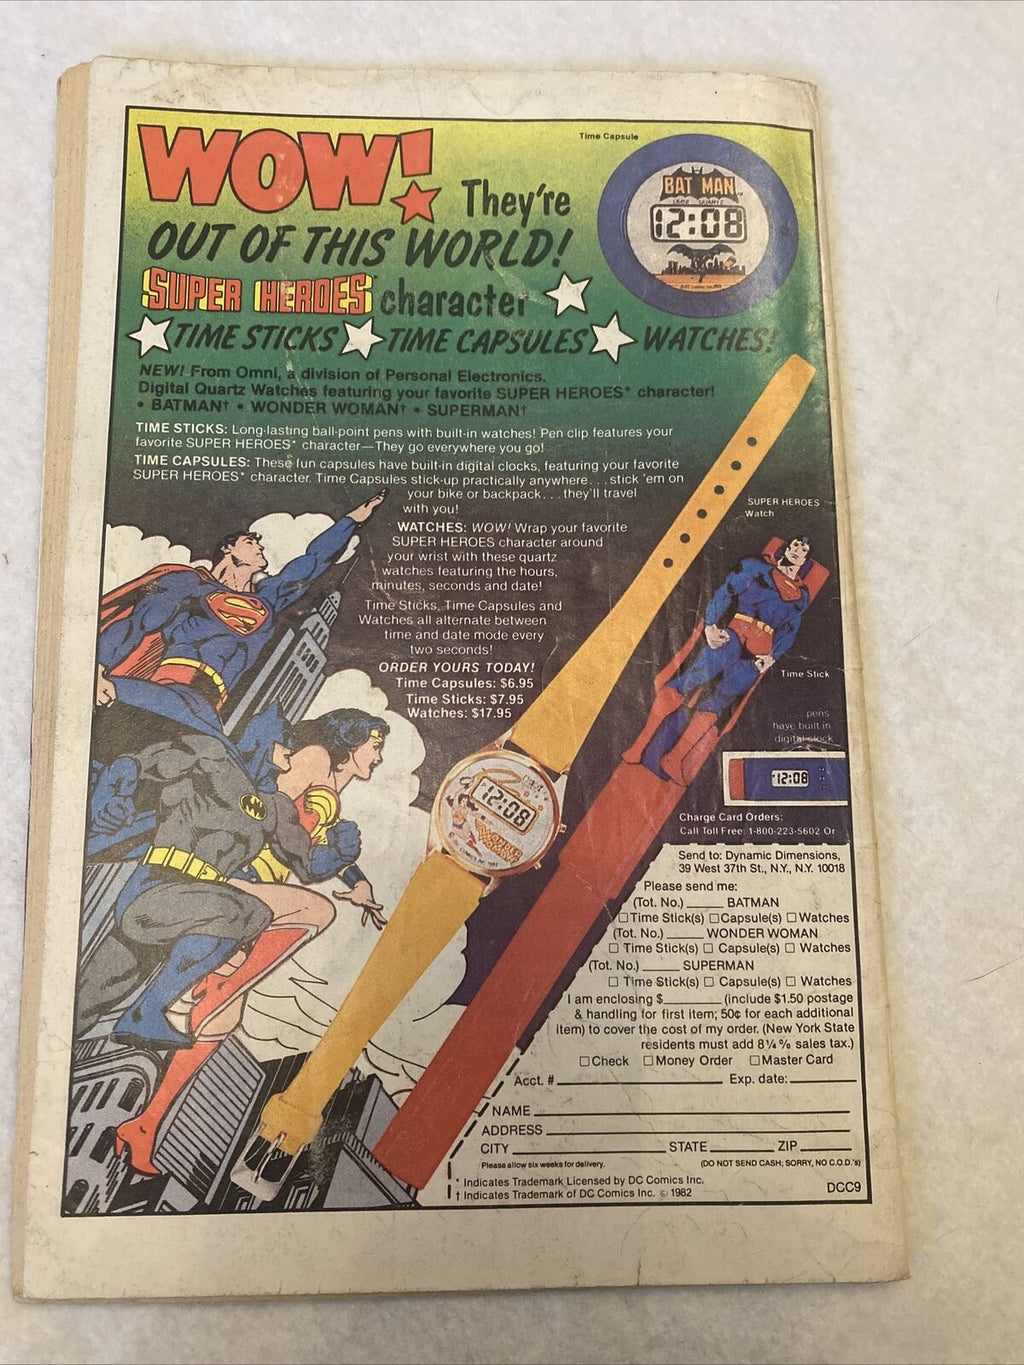 Time Capsule
WOW! They're
OUT OF THIS WORLD!
SUPER HEROES* character
TIME STICKS TIME CAPSULES WATCHES!
BATMAN
OMNI QUARTZ
12:08
NEW! From Omni, a division of Personal Electronics.
Digital Quartz Watches featuring your favorite SUPER HEROES* character!
• BATMAN† • WONDER WOMAN† • SUPERMAN†
TIME STICKS: Long-lasting ball-point pens with built-in watches! Pen clip features your
favorite SUPER HEROES* character—They go everywhere you go!
TIME CAPSULES: These fun capsules have built-in digital clocks, featuring your favorite
SUPER HEROES* character. Time Capsules stick-up practically anywhere...stick 'em on
your bike or backpack...they'll travel
with you!
WATCHES: WOW! Wrap your favorite
SUPER HEROES character around
your wrist with these quartz
watches featuring the hours,
minutes, seconds and date!
Time Sticks, Time Capsules and
Watches all alternate between
time and date mode every
two seconds!
ORDER YOURS TODAY!
Time Capsules: $6.95
Time Sticks: $7.95
Watches: $17.95
SUPER HEROES
Watch
Time Stick
pens
have built in
digital clock
12:08
12:08
WONDER
WOMAN
Charge Card Orders:
Call Toll Free: 1-800-223-5602 Or
Send to: Dynamic Dimensions,
39 West 37th St., N.Y., N.Y. 10018
Please send me:
(Tot. No.) ____ BATMAN
☐ Time Stick(s) ☐ Capsule(s) ☐ Watches
(Tot. No.) ____ WONDER WOMAN
☐ Time Stick(s) ☐ Capsule(s) ☐ Watches
(Tot. No.) ____ SUPERMAN
☐ Time Stick(s) ☐ Capsule(s) ☐ Watches
I am enclosing $____ (include $1.50 postage
& handling for first item; 50¢ for each additional
item) to cover the cost of my order. (New York State
residents must add 8¼% sales tax.)
☐ Check ☐ Money Order ☐ Master Card
Acct. # ____ Exp. date: ____
NAME ____
ADDRESS ____
CITY ____ STATE ____ ZIP ____
Please allow six weeks for delivery. (DO NOT SEND CASH; SORRY, NO C.O.D.'s)
* Indicates Trademark Licensed by DC Comics Inc.
† Indicates Trademark of DC Comics Inc. © 1982
DCC9